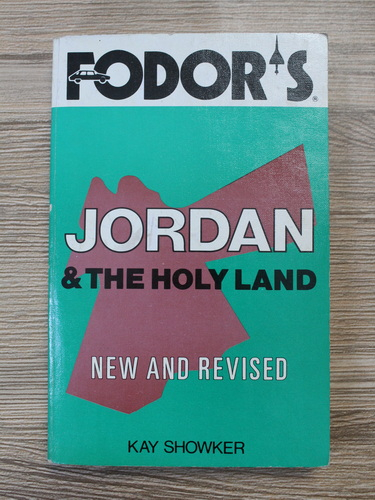 FODOR'S®
JORDAN
& THE HOLY LAND
NEW AND REVISED
KAY SHOWKER